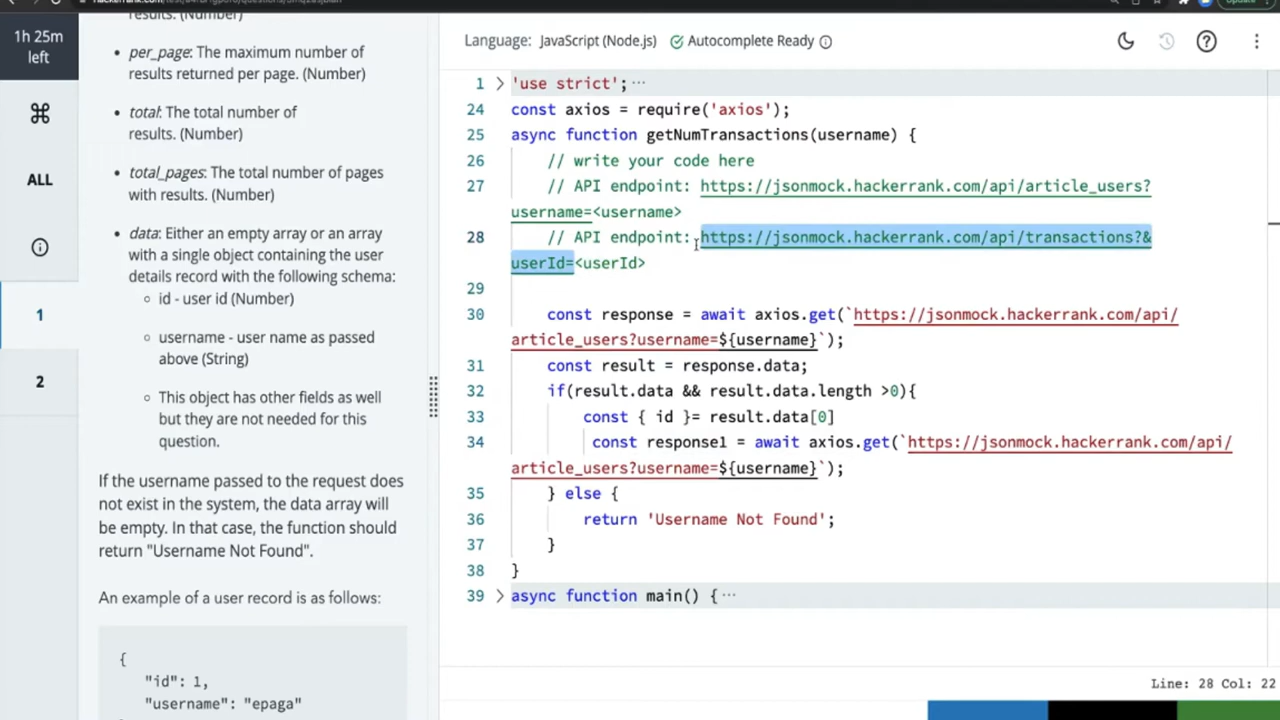 1h 25m
left
ALL
1
2
results. (Number)
• per_page: The maximum number of
results returned per page. (Number)
• total: The total number of
results. (Number)
• total_pages: The total number of pages
with results. (Number)
• data: Either an empty array or an array
with a single object containing the user
details record with the following schema:
id - user id (Number)
username - user name as passed
above (String)
This object has other fields as well
but they are not needed for this
question.
If the username passed to the request does
not exist in the system, the data array will
be empty. In that case, the function should
return "Username Not Found".
An example of a user record is as follows:
{
"id": 1,
"username": "epaga"
Language: JavaScript (Node.js) Autocomplete Ready
1 'use strict'; ...
24 const axios = require('axios');
25 async function getNumTransactions(username) {
26 // write your code here
27 // API endpoint: https://jsonmock.hackerrank.com/api/article_users?
username=<username>
28 // API endpoint: https://jsonmock.hackerrank.com/api/transactions?&
userId=<userId>
29
30 const response = await axios.get(`https://jsonmock.hackerrank.com/api/
article_users?username=${username}`);
31 const result = response.data;
32 if(result.data && result.data.length >0){
33 const { id }= result.data[0]
34 const response1 = await axios.get(`https://jsonmock.hackerrank.com/api/
article_users?username=${username}`);
35 } else {
36 return 'Username Not Found';
37 }
38 }
39 async function main() { ...
Line: 28 Col: 22